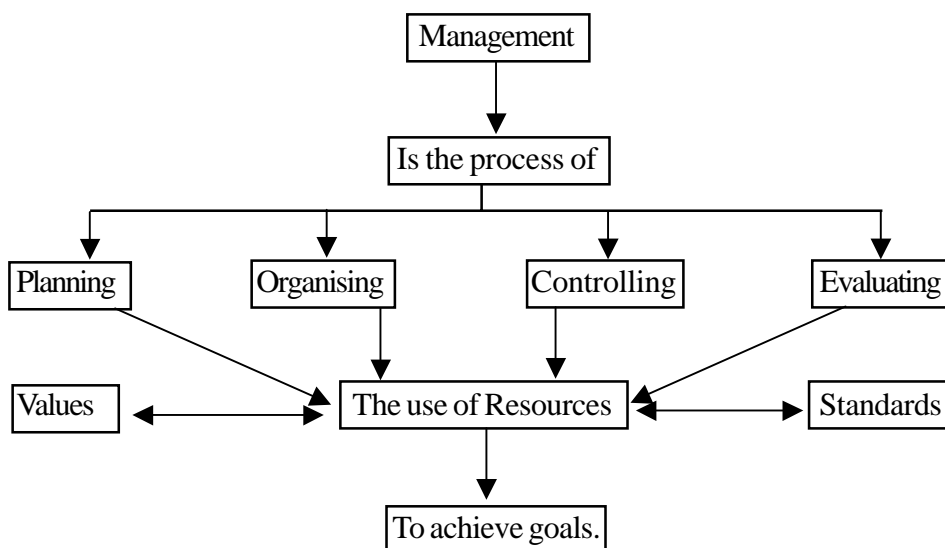 Management
Is the process of
Planning
Organising
Controlling
Evaluating
Values
The use of Resources
Standards
To achieve goals.